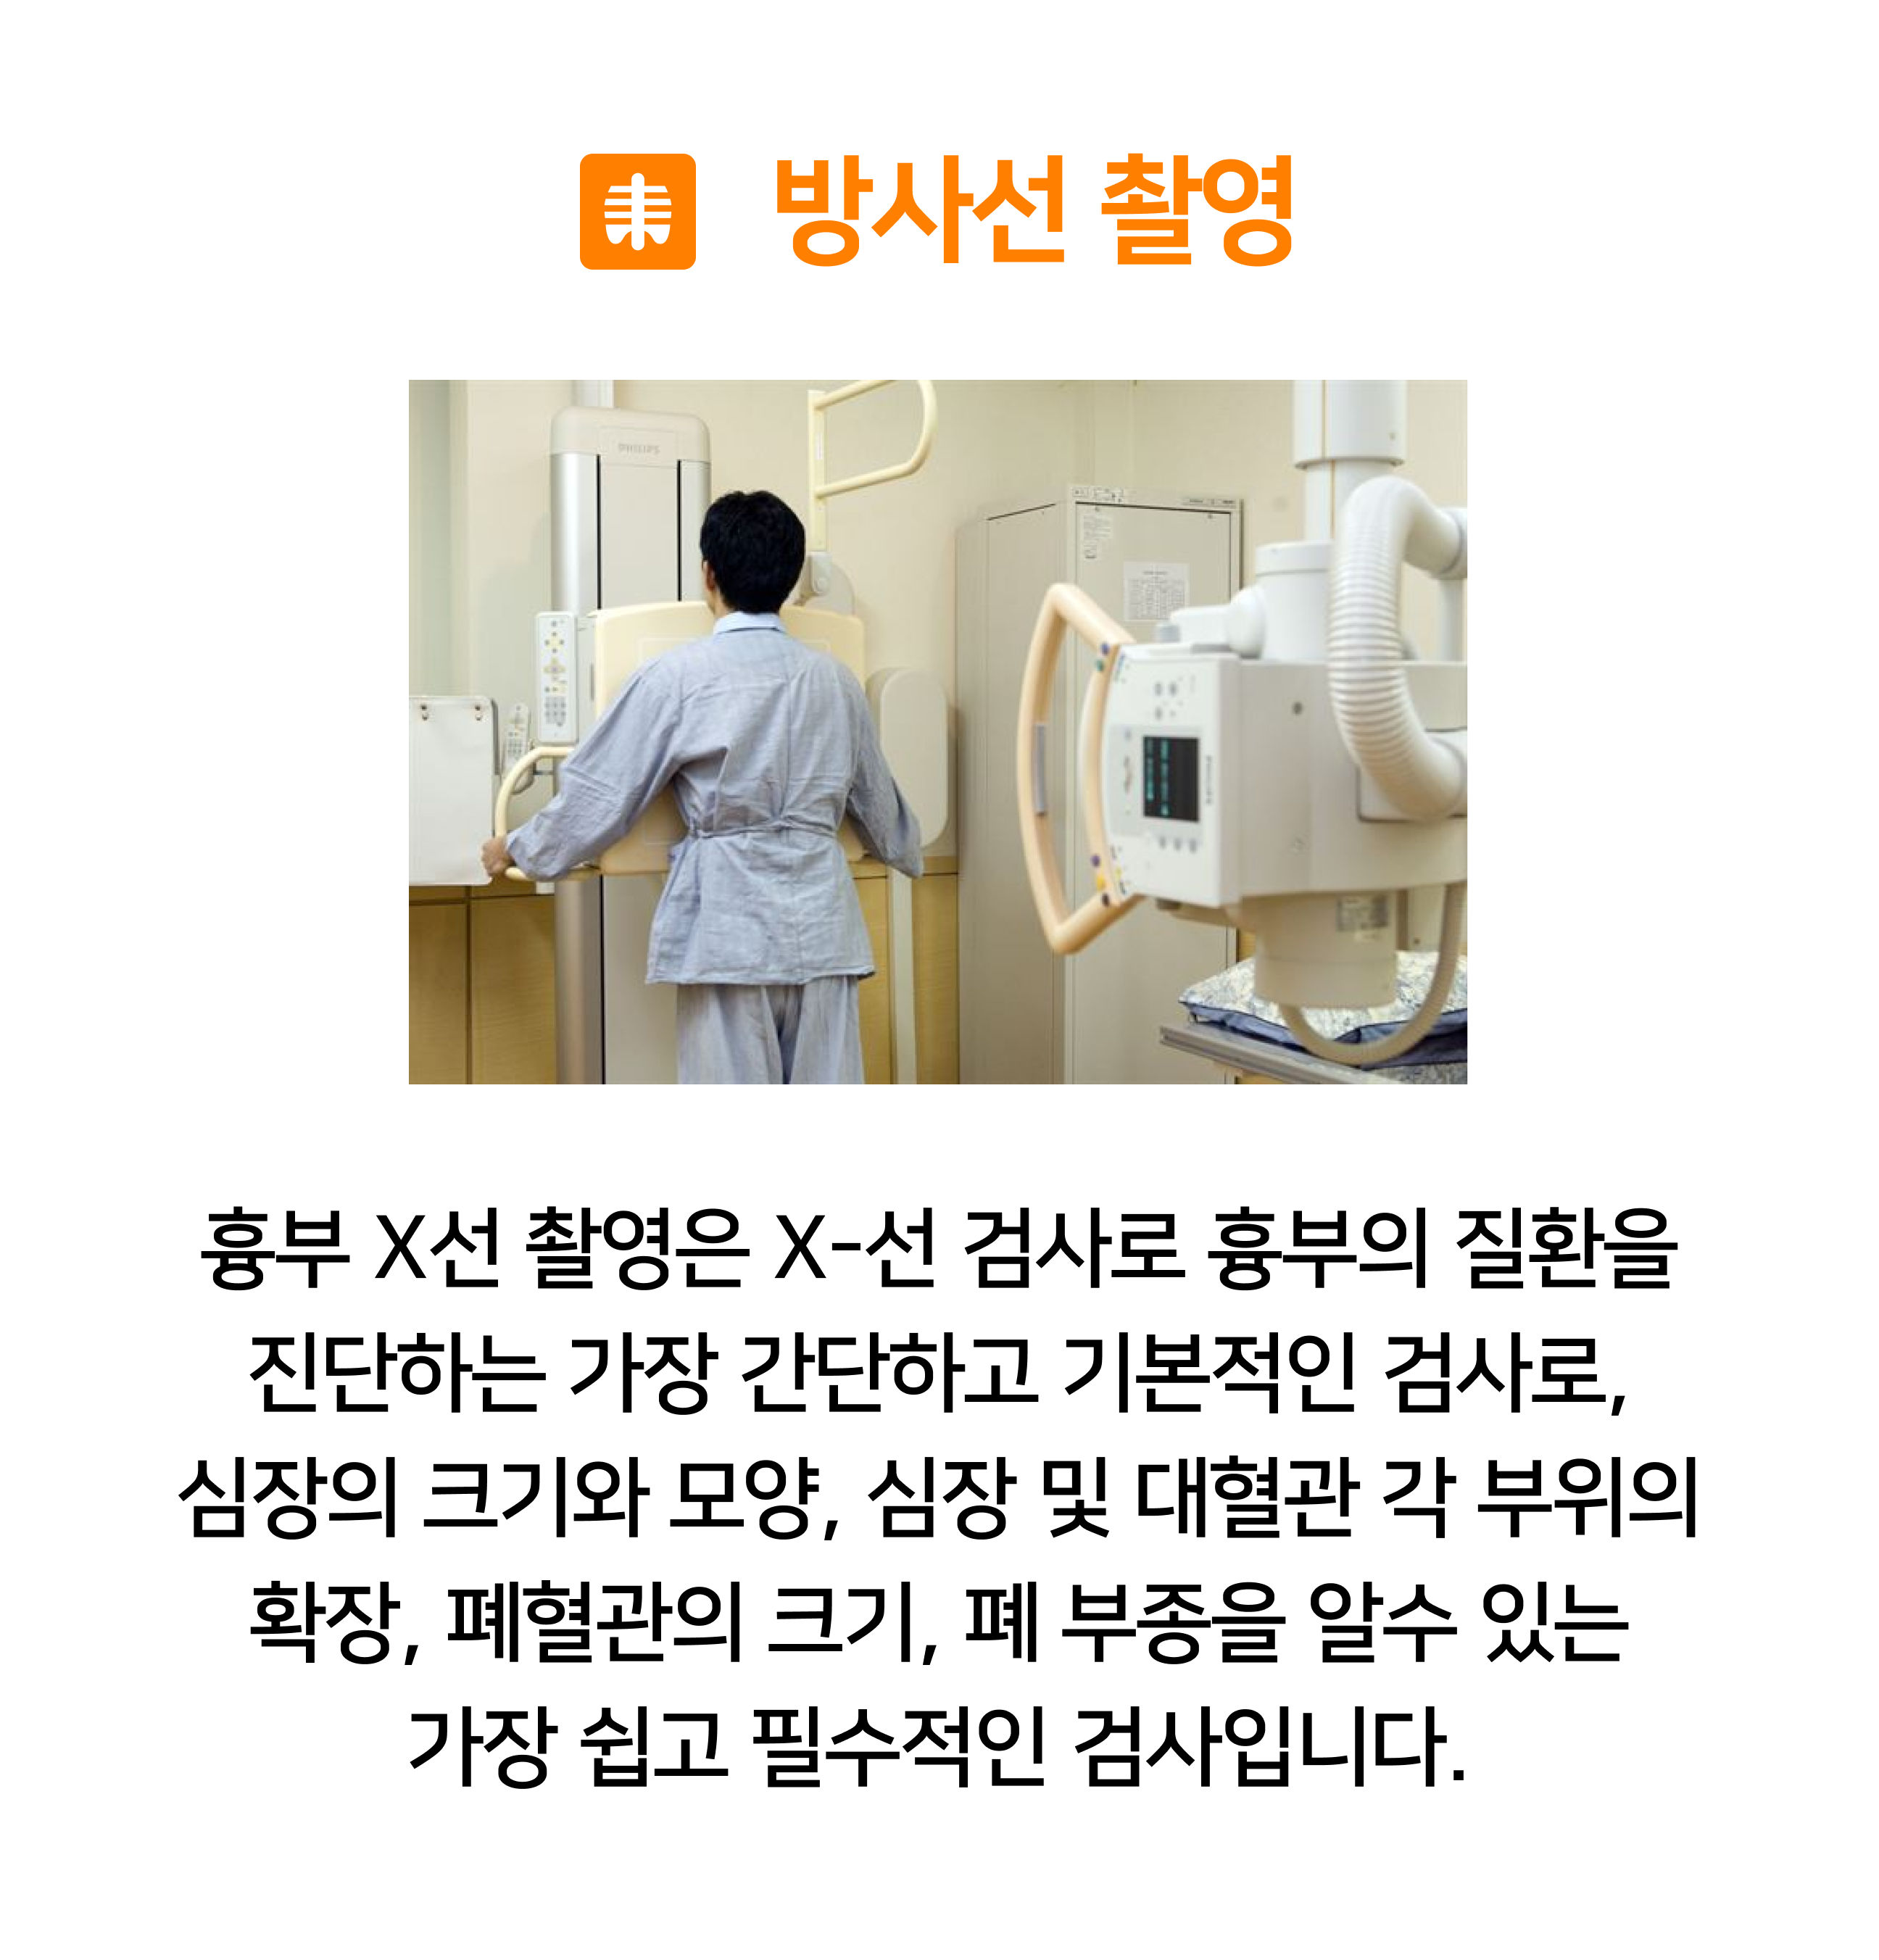 방사선 촬영
PHILIPS
흉부 X선 촬영은 X-선 검사로 흉부의 질환을
진단하는 가장 간단하고 기본적인 검사로,
심장의 크기와 모양, 심장 및 대혈관 각 부위의
확장, 폐혈관의 크기, 폐 부종을 알수 있는
가장 쉽고 필수적인 검사입니다.